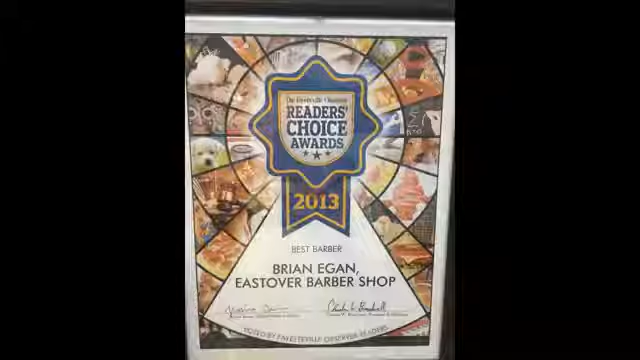 The Fayetteville Observer
READERS'
CHOICE
AWARDS
2013
BEST BARBER
BRIAN EGAN,
EASTOVER BARBER SHOP
VOTED BY FAYETTEVILLE OBSERVER READERS